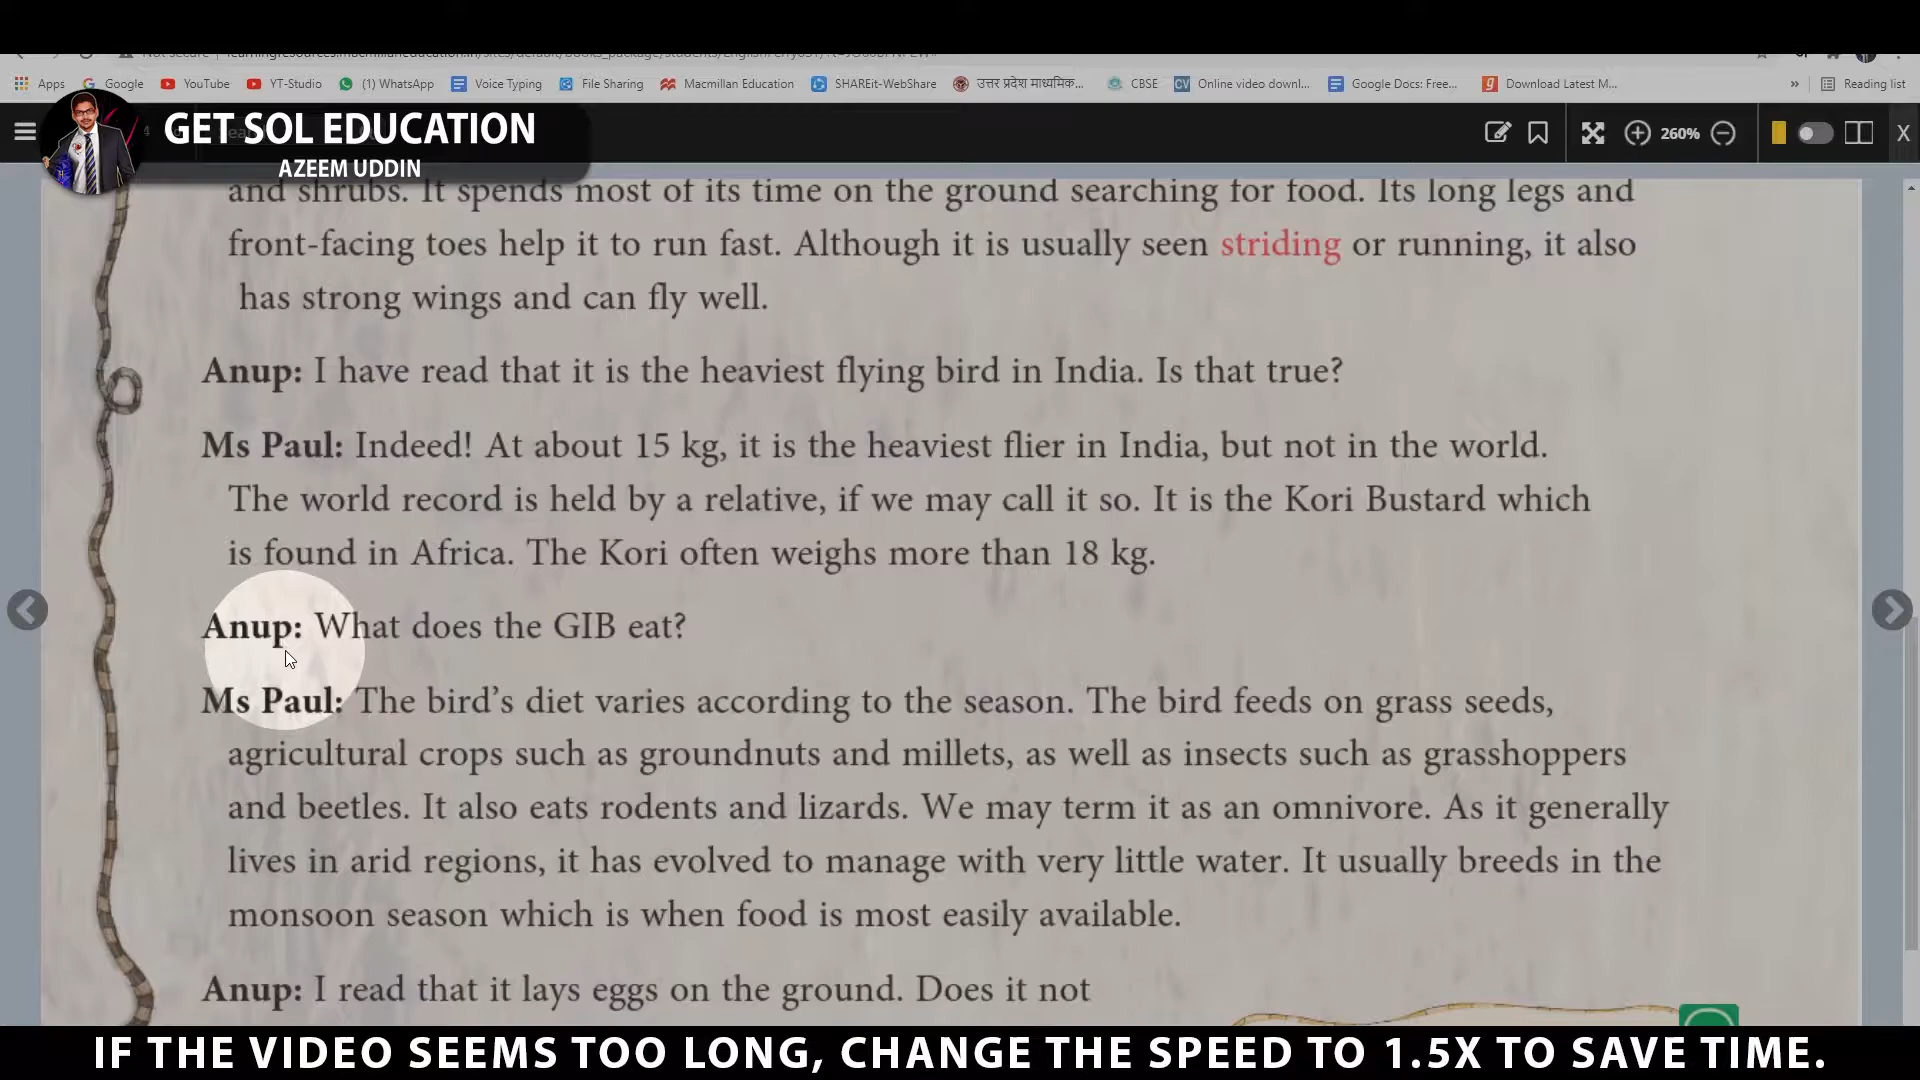 Apps Google YouTube YT-Studio (1) WhatsApp Voice Typing File Sharing Macmillan Education SHAREit-WebShare उत्तर प्रदेश माध्यमिक... CBSE Online video downl... Google Docs: Free... Download Latest M... » Reading list
GET SOL EDUCATION
AZEEM UDDIN
260%
X
and shrubs. It spends most of its time on the ground searching for food. Its long legs and
front-facing toes help it to run fast. Although it is usually seen striding or running, it also
has strong wings and can fly well.
Anup: I have read that it is the heaviest flying bird in India. Is that true?
Ms Paul: Indeed! At about 15 kg, it is the heaviest flier in India, but not in the world.
The world record is held by a relative, if we may call it so. It is the Kori Bustard which
is found in Africa. The Kori often weighs more than 18 kg.
Anup: What does the GIB eat?
Ms Paul: The bird's diet varies according to the season. The bird feeds on grass seeds,
agricultural crops such as groundnuts and millets, as well as insects such as grasshoppers
and beetles. It also eats rodents and lizards. We may term it as an omnivore. As it generally
lives in arid regions, it has evolved to manage with very little water. It usually breeds in the
monsoon season which is when food is most easily available.
Anup: I read that it lays eggs on the ground. Does it not
IF THE VIDEO SEEMS TOO LONG, CHANGE THE SPEED TO 1.5X TO SAVE TIME.